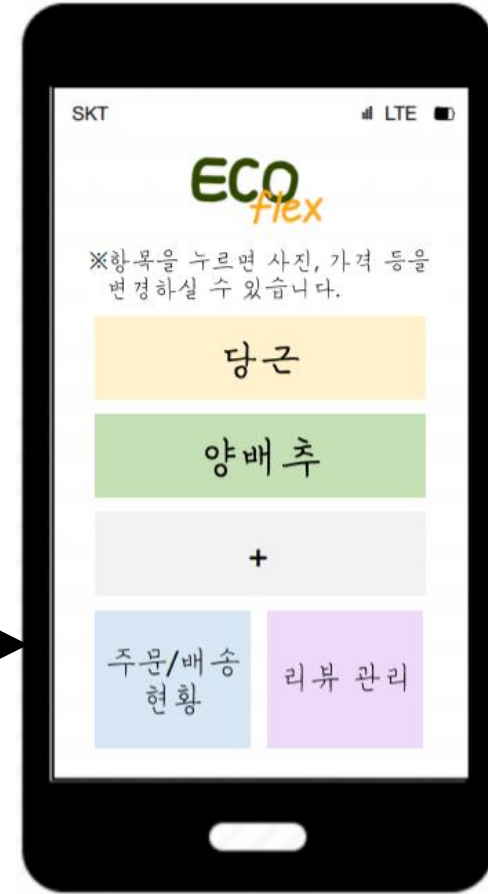 SKT LTE
ECO
flex
※항목을 누르면 사진, 가격 등을
변경하실 수 있습니다.
당근
양배추
+
주문/배송
현황
리뷰 관리